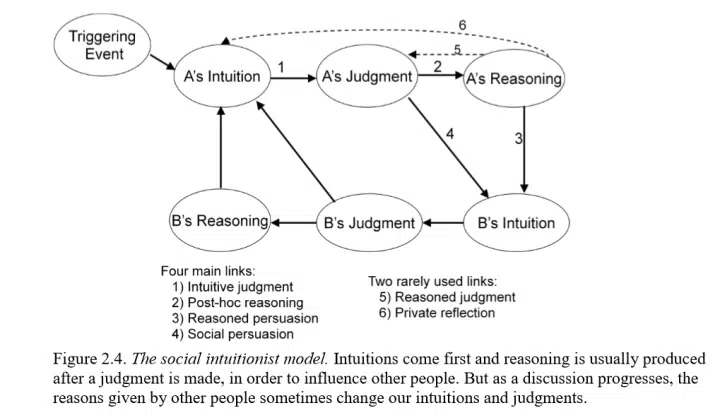 6
Triggering
Event
5
A's Intuition
1
A's Judgment
2
A's Reasoning
4
3
B's Reasoning
B's Judgment
B's Intuition
Four main links:
1) Intuitive judgment
2) Post-hoc reasoning
3) Reasoned persuasion
4) Social persuasion
Two rarely used links:
5) Reasoned judgment
6) Private reflection
Figure 2.4. The social intuitionist model. Intuitions come first and reasoning is usually produced
after a judgment is made, in order to influence other people. But as a discussion progresses, the
reasons given by other people sometimes change our intuitions and judgments.